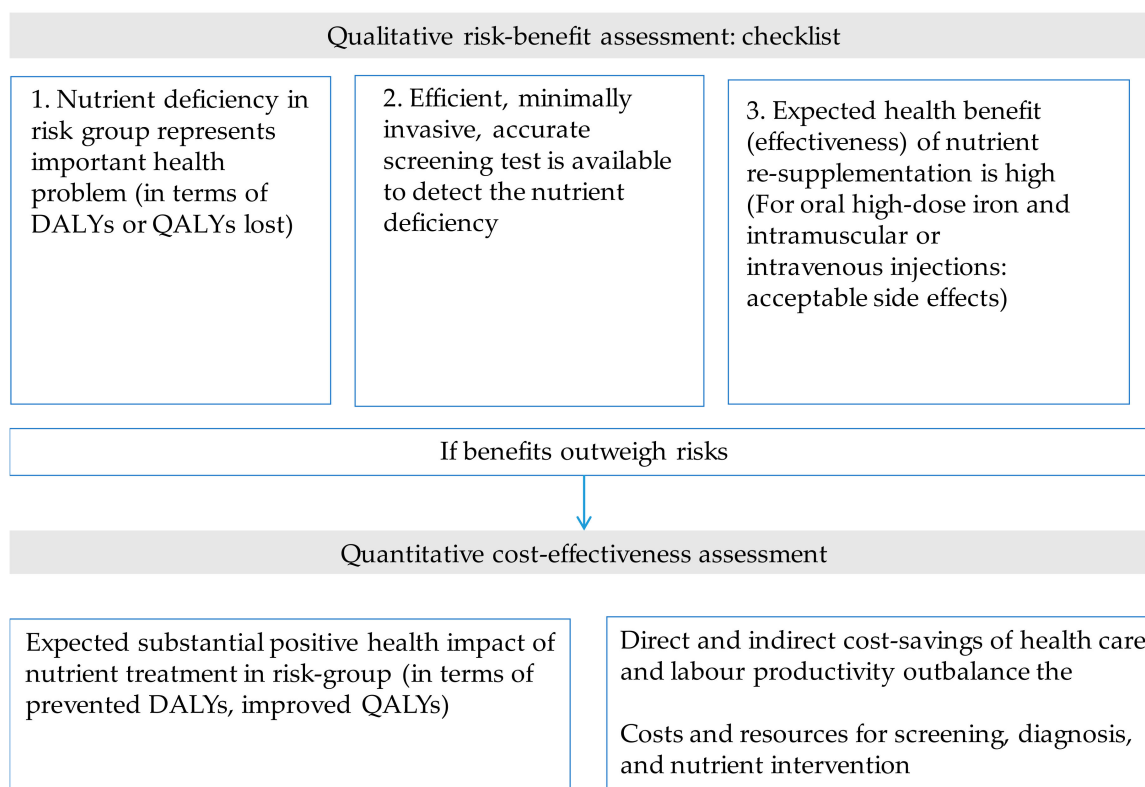 Qualitative risk-benefit assessment: checklist
1. Nutrient deficiency in
risk group represents
important health
problem (in terms of
DALYs or QALYs lost)
2. Efficient, minimally
invasive, accurate
screening test is available
to detect the nutrient
deficiency
3. Expected health benefit
(effectiveness) of nutrient
re-supplementation is high
(For oral high-dose iron and
intramuscular or
intravenous injections:
acceptable side effects)
If benefits outweigh risks
Quantitative cost-effectiveness assessment
Expected substantial positive health impact of
nutrient treatment in risk-group (in terms of
prevented DALYs, improved QALYs)
Direct and indirect cost-savings of health care
and labour productivity outbalance the
Costs and resources for screening, diagnosis,
and nutrient intervention